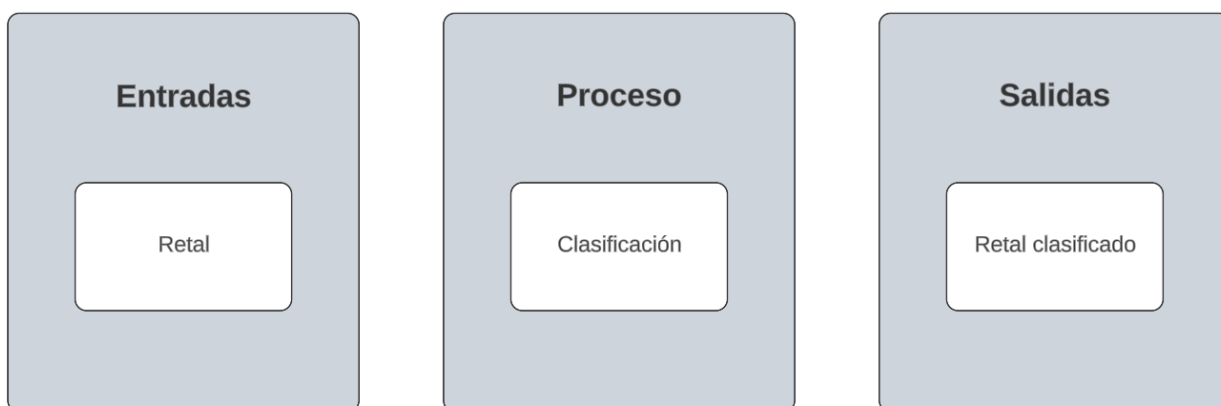 Entradas
Proceso
Salidas
Retal
Clasificación
Retal clasificado